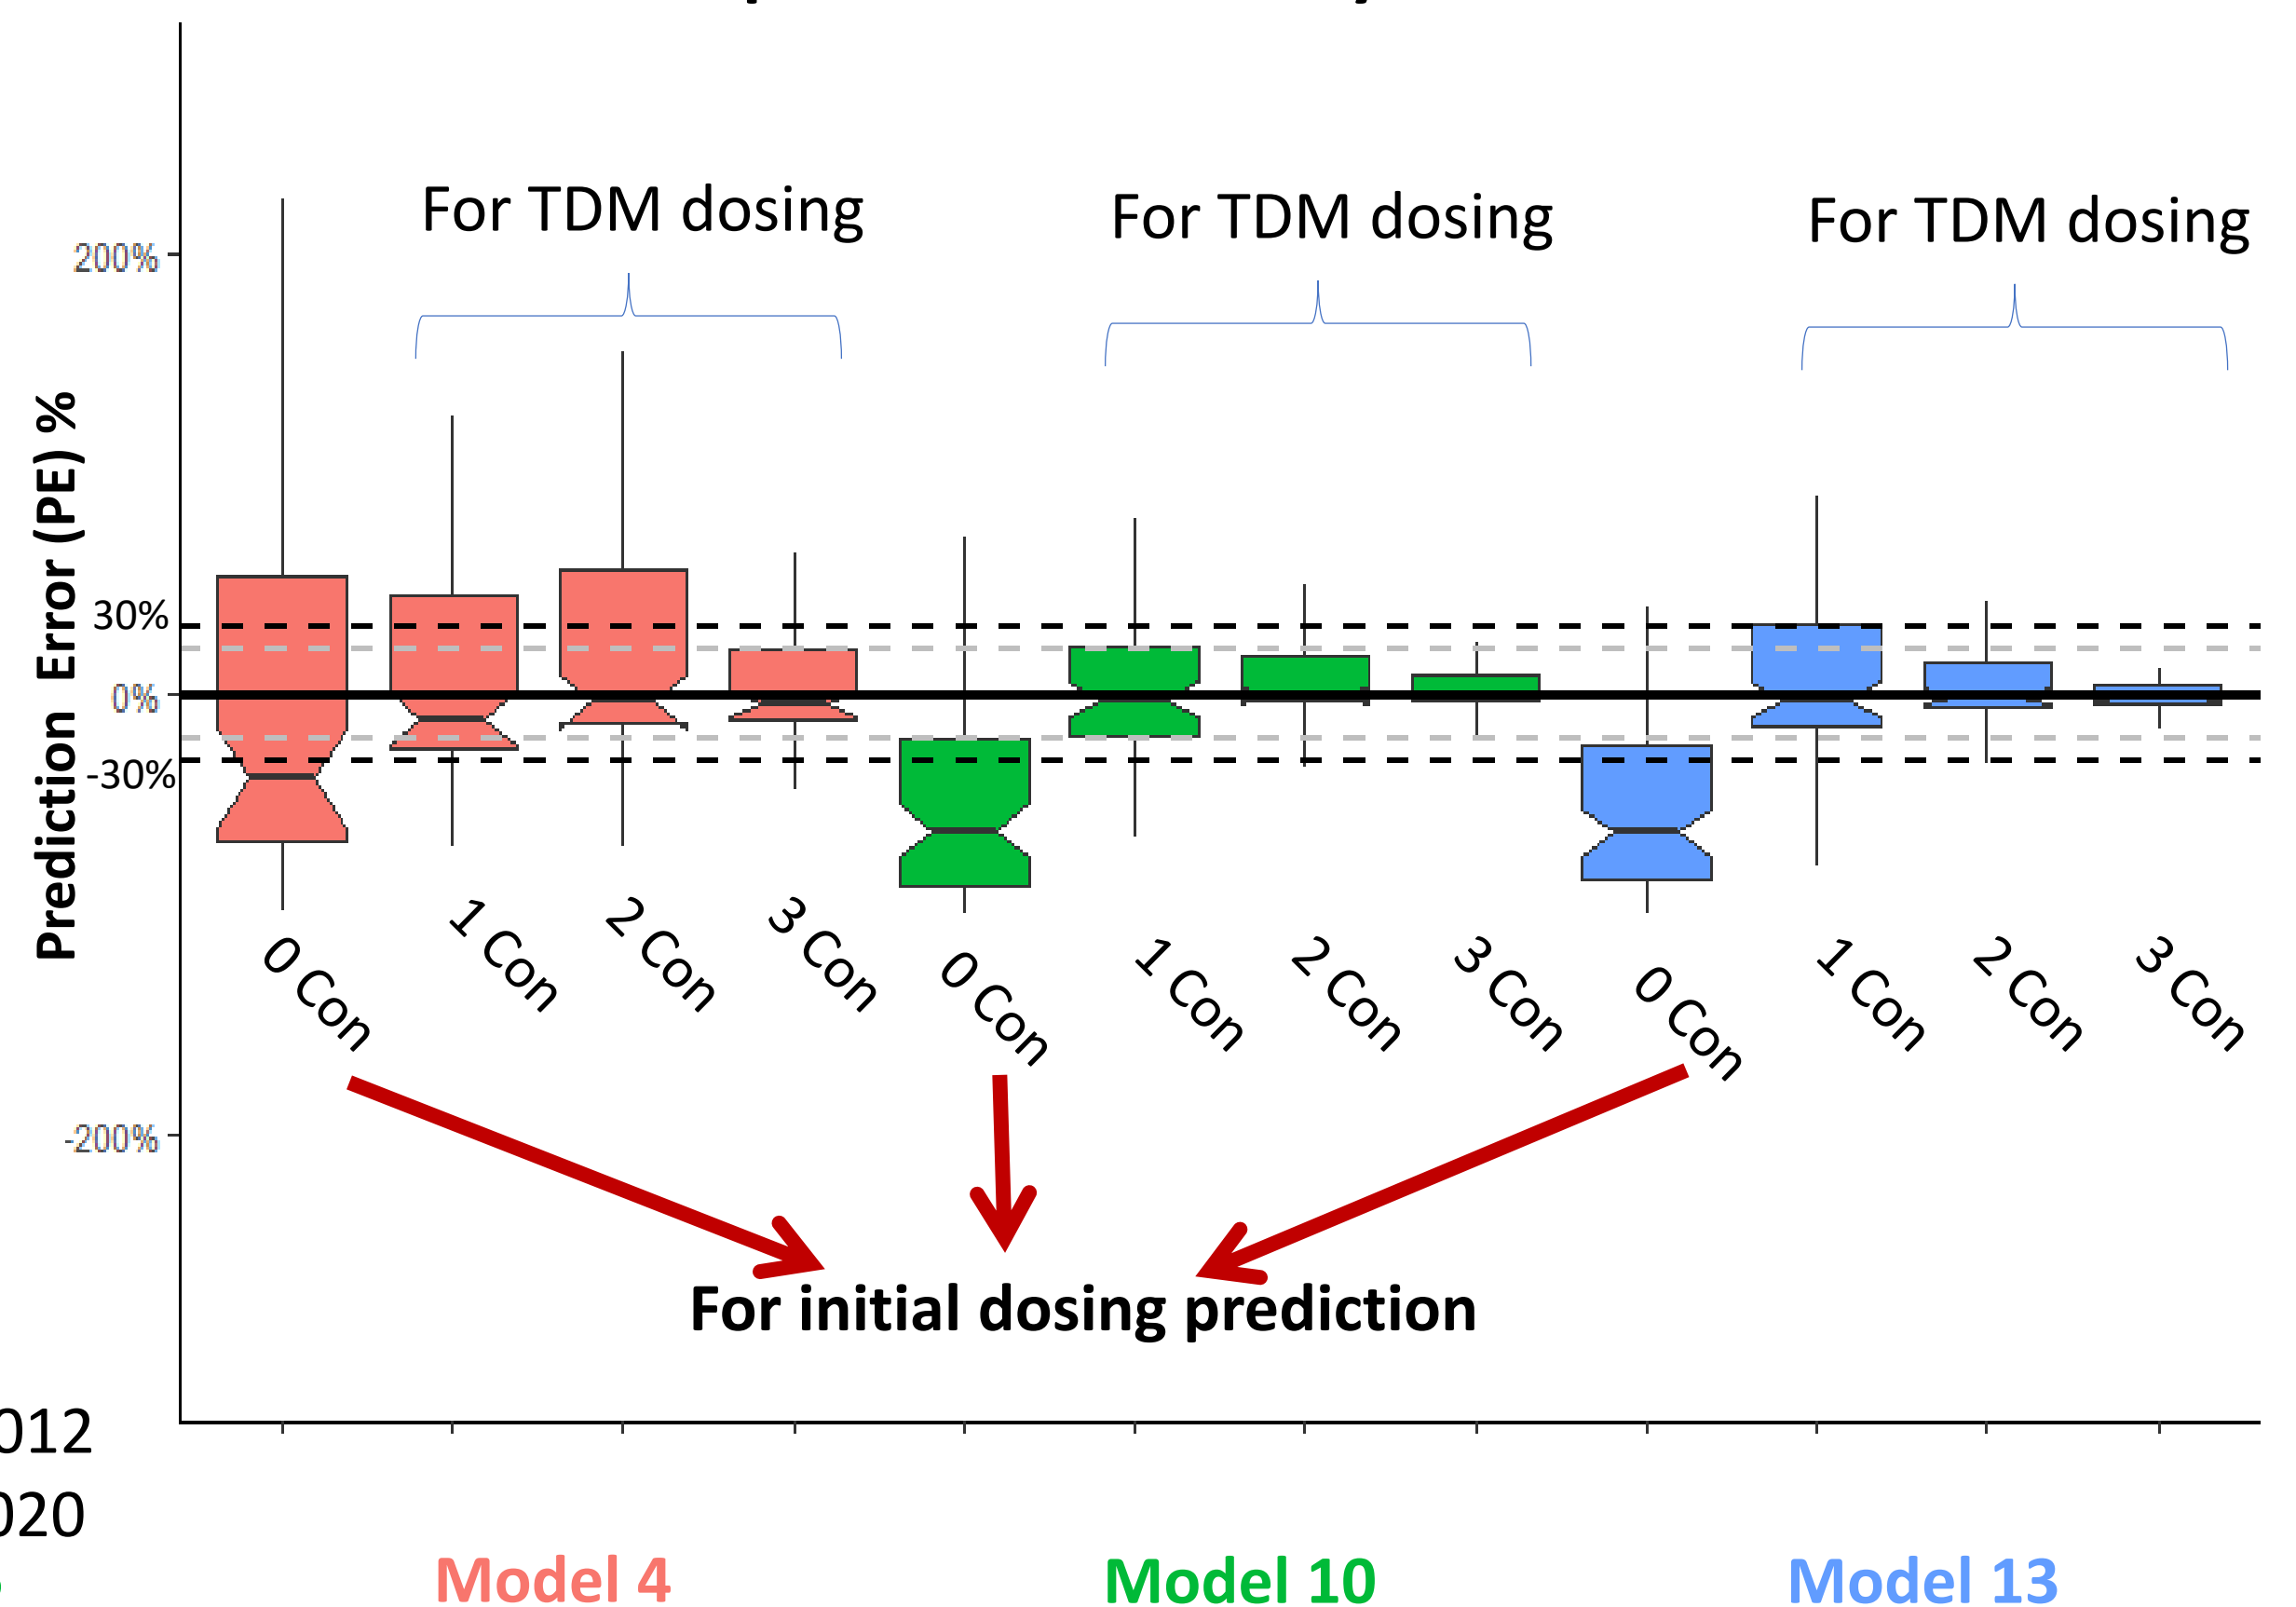 For TDM dosing
For TDM dosing
For TDM dosing
Prediction Error (PE) %
200%
30%
0%
-30%
-200%
0 Con
1 Con
2 Con
3 Con
0 Con
1 Con
2 Con
3 Con
0 Con
1 Con
2 Con
3 Con
For initial dosing prediction
012
020
Model 4
Model 10
Model 13